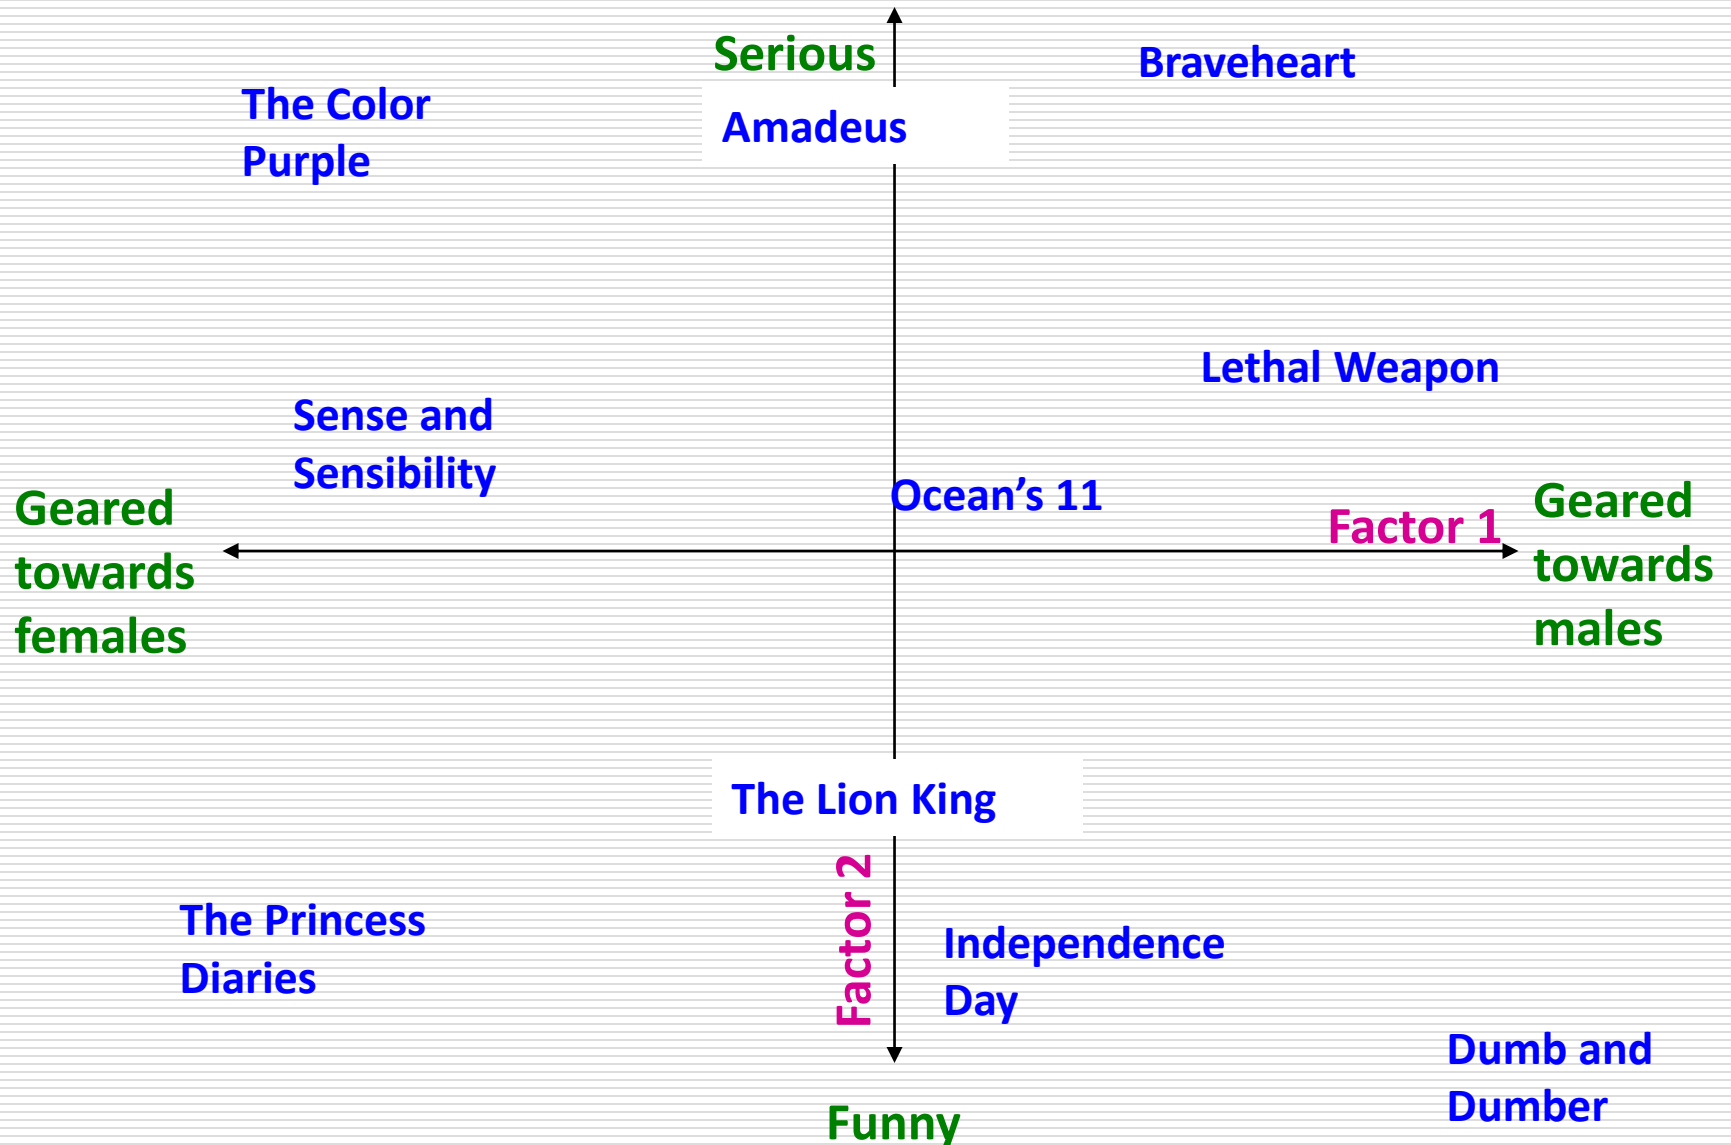 Serious
Braveheart
The Color
Purple
Amadeus
Lethal Weapon
Sense and
Sensibility
Ocean’s 11
Geared
towards
females
Factor 1
Geared
towards
males
The Lion King
Factor 2
The Princess
Diaries
Independence
Day
Dumb and
Dumber
Funny